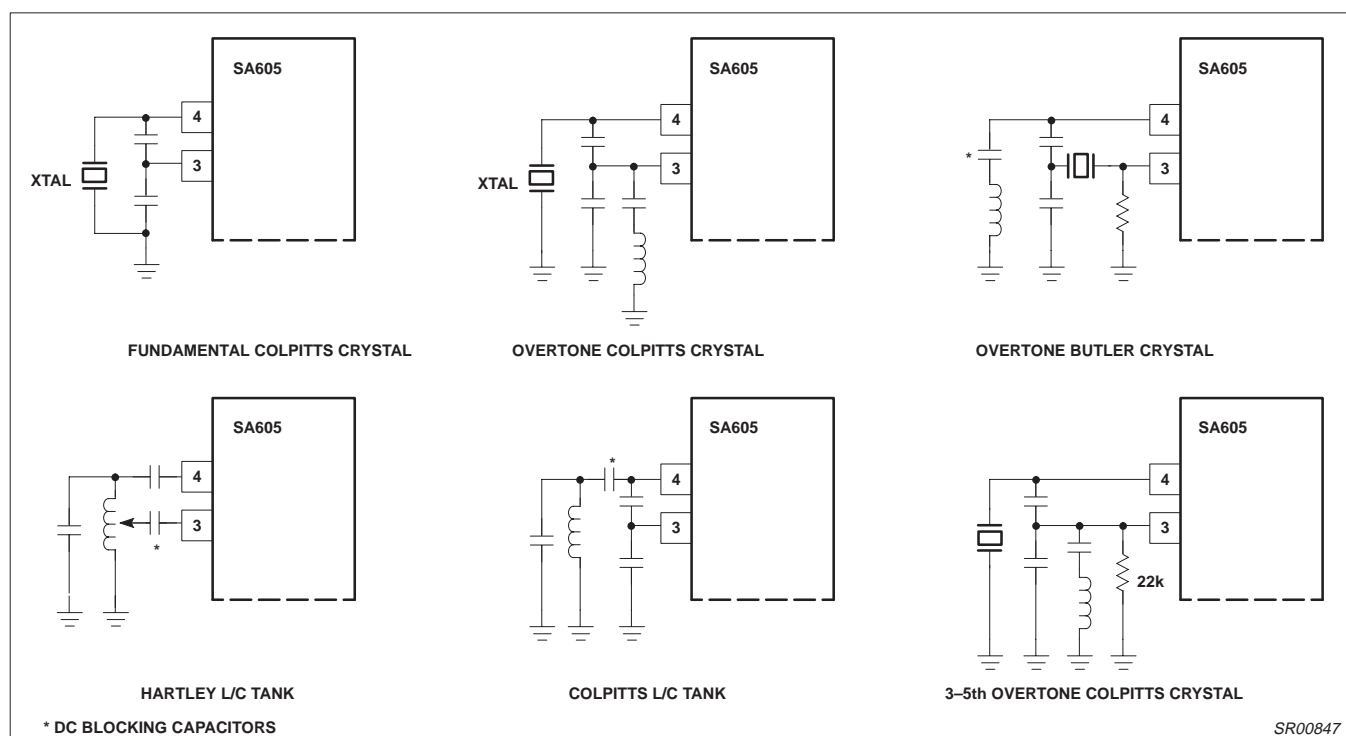 SA605
4
3
XTAL
FUNDAMENTAL COLPITTS CRYSTAL
SA605
4
3
XTAL
OVERTONE COLPITTS CRYSTAL
SA605
4
3
*
OVERTONE BUTLER CRYSTAL
SA605
4
3
*
HARTLEY L/C TANK
SA605
*
4
3
COLPITTS L/C TANK
SA605
4
3
22k
3–5th OVERTONE COLPITTS CRYSTAL
* DC BLOCKING CAPACITORS
SR00847